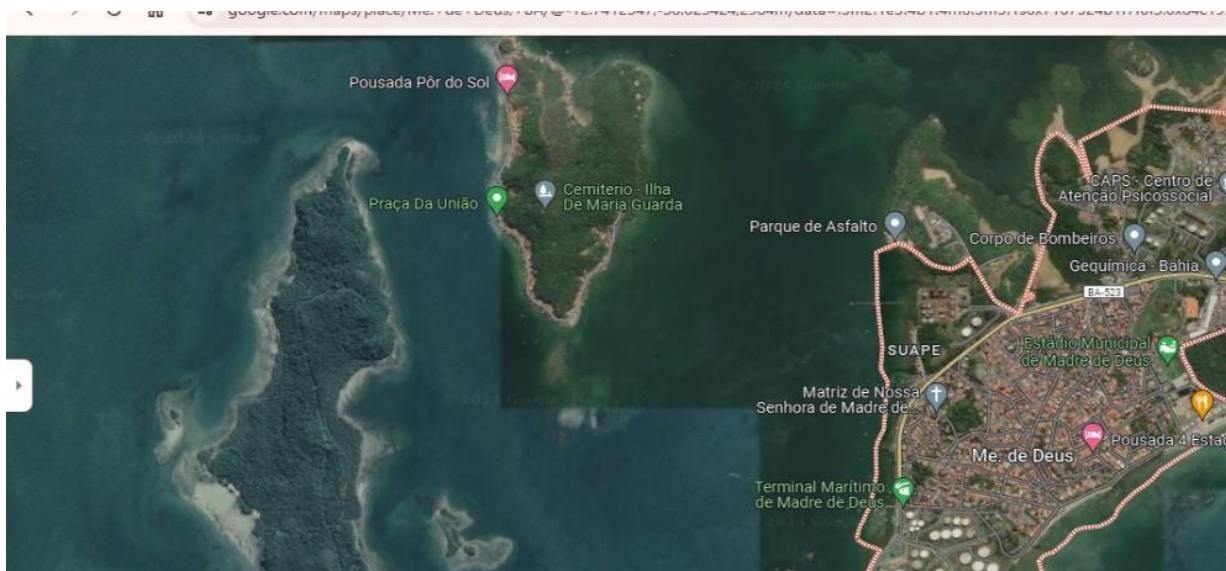 Pousada Pôr do Sol
© 2024 Google
Praça Da União
Cemiterio - Ilha
De Maria Guarda
CAPS - Centro de
Atenção Psicossocial
Parque de Asfalto
Corpo de Bombeiros
Gequímica - Bahia
BA-523
SUAPE
Estádio Municipal
de Madre de Deus
Matriz de Nossa
Senhora de Madre de...
Pousada 4 Estaç
Me. de Deus
Terminal Marítimo
de Madre de Deus...